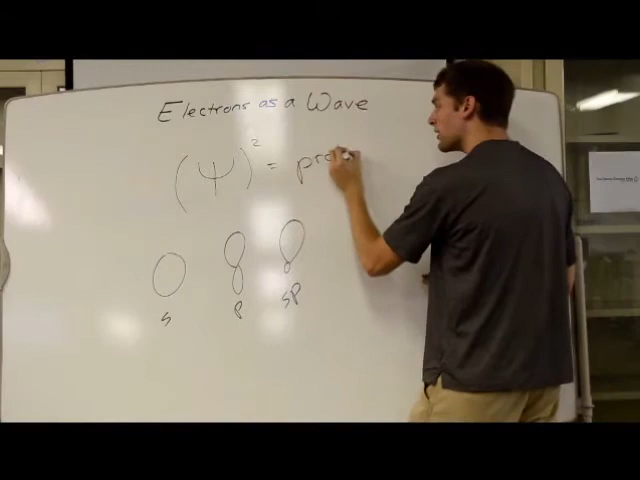 Electrons as a Wave
(Ψ)² = prob
s p sp